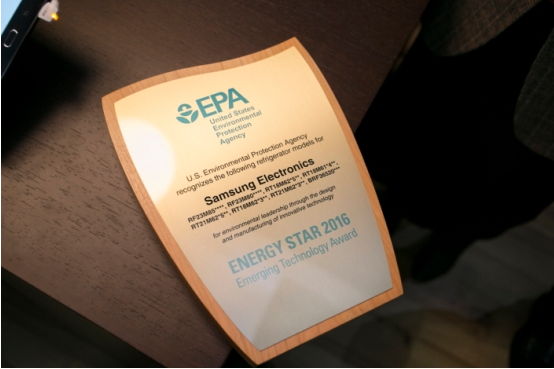 EPA
United States
Environmental
Protection
Agency
U.S. Environmental Protection Agency
recognizes the following refrigerator models for
Samsung Electronics
for environmental leadership through the design
and manufacturing of innovative technology
ENERGY STAR 2016
Emerging Technology Award